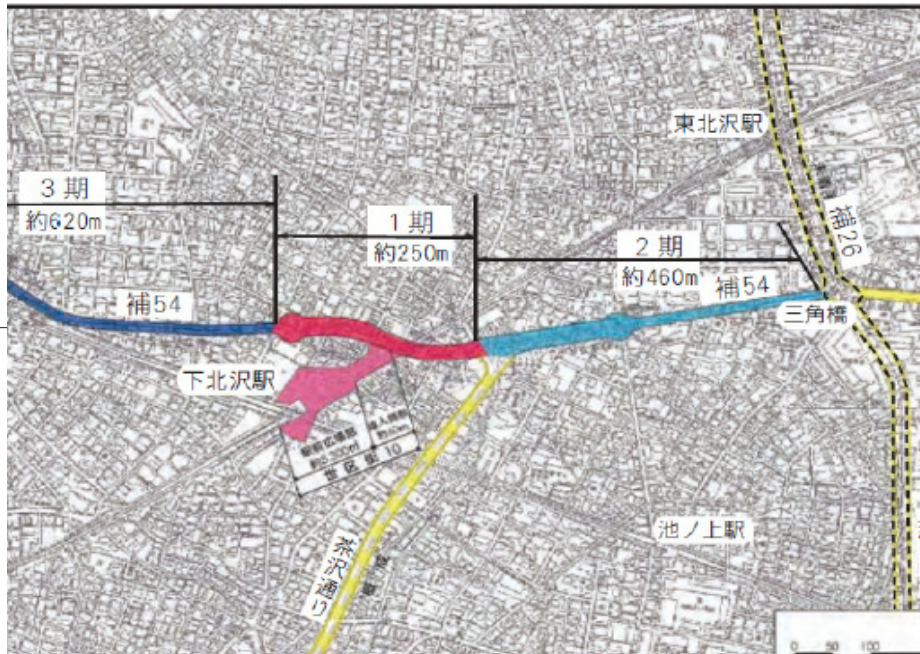 東北沢駅
3期
約620m
1期
約250m
2期
約460m
補26
補54
補54
三角橋
下北沢駅
世区街10
池ノ上駅
茶沢通り
0 50 100